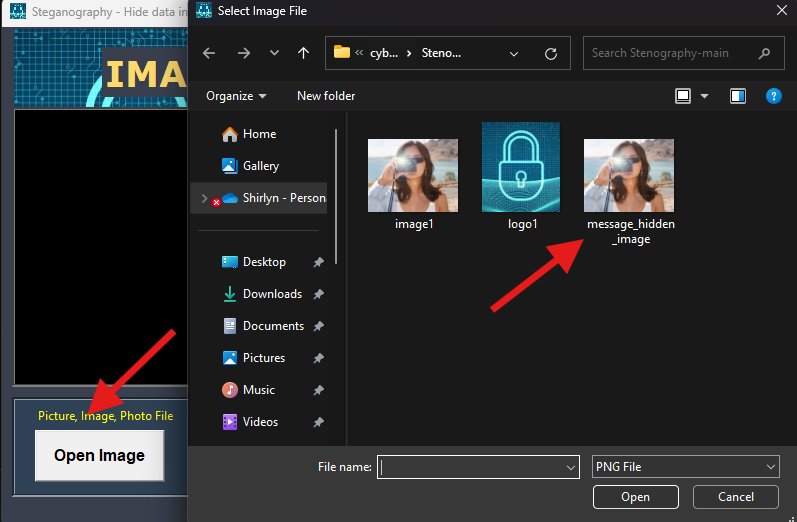 Steganography - Hide data in
IMA
Picture, Image, Photo File
Open Image
Select Image File
cyb...
Steno...
Search Stenography-main
Organize
New folder
Home
Gallery
Shirlyn - Persona
Desktop
Downloads
Documents
Pictures
Music
Videos
image1
logo1
message_hidden
_image
File name:
PNG File
Open
Cancel